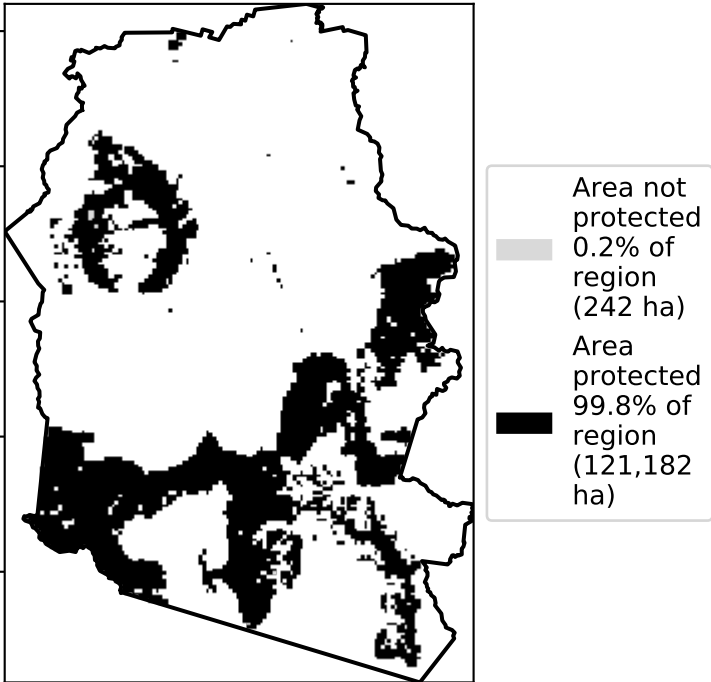 Area not
protected
0.2% of
region
(242 ha)
Area
protected
99.8% of
region
(121,182
ha)